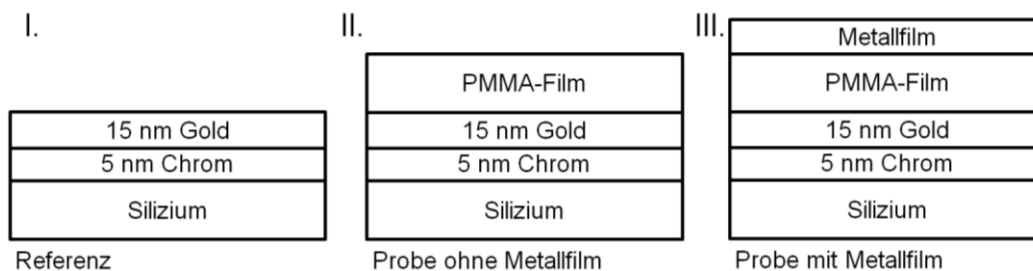 I.
15 nm Gold
5 nm Chrom
Silizium
Referenz
II.
PMMA-Film
15 nm Gold
5 nm Chrom
Silizium
Probe ohne Metallfilm
III.
Metallfilm
PMMA-Film
15 nm Gold
5 nm Chrom
Silizium
Probe mit Metallfilm